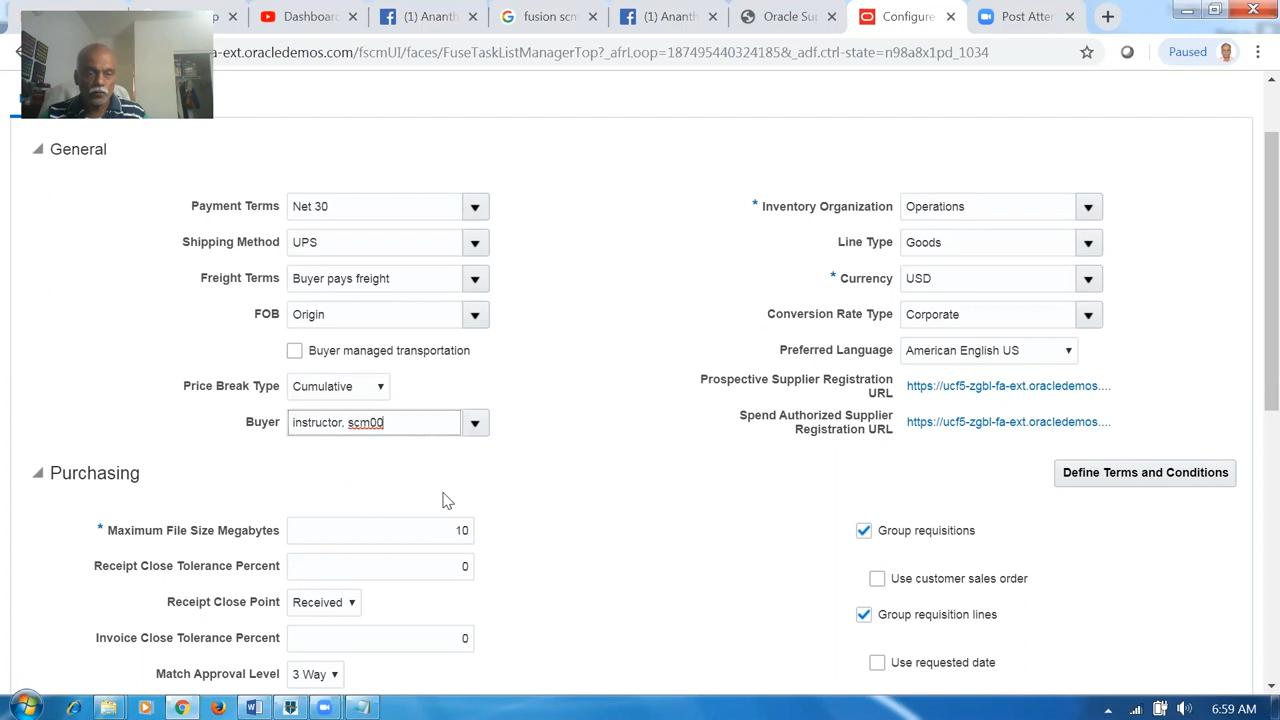 Dashboard
(1) Ananth
fusion scm
(1) Ananth
Oracle Su
Configure
Post Atten
-ext.oracledemos.com/fscmUI/faces/FuseTaskListManagerTop?_afrLoop=187495440324185&_adf.ctrl-state=n98a8x1pd_1034
Paused
General
Payment Terms Net 30
* Inventory Organization Operations
Shipping Method UPS
Line Type Goods
Freight Terms Buyer pays freight
* Currency USD
FOB Origin
Conversion Rate Type Corporate
Buyer managed transportation
Preferred Language American English US
Price Break Type Cumulative
Prospective Supplier Registration
URL
https://ucf5-zgbl-fa-ext.oracledemos....
Buyer instructor, scm00
Spend Authorized Supplier
Registration URL
https://ucf5-zgbl-fa-ext.oracledemos....
Purchasing
Define Terms and Conditions
* Maximum File Size Megabytes 10
Group requisitions
Receipt Close Tolerance Percent 0
Use customer sales order
Receipt Close Point Received
Group requisition lines
Invoice Close Tolerance Percent 0
Use requested date
Match Approval Level 3 Way
6:59 AM